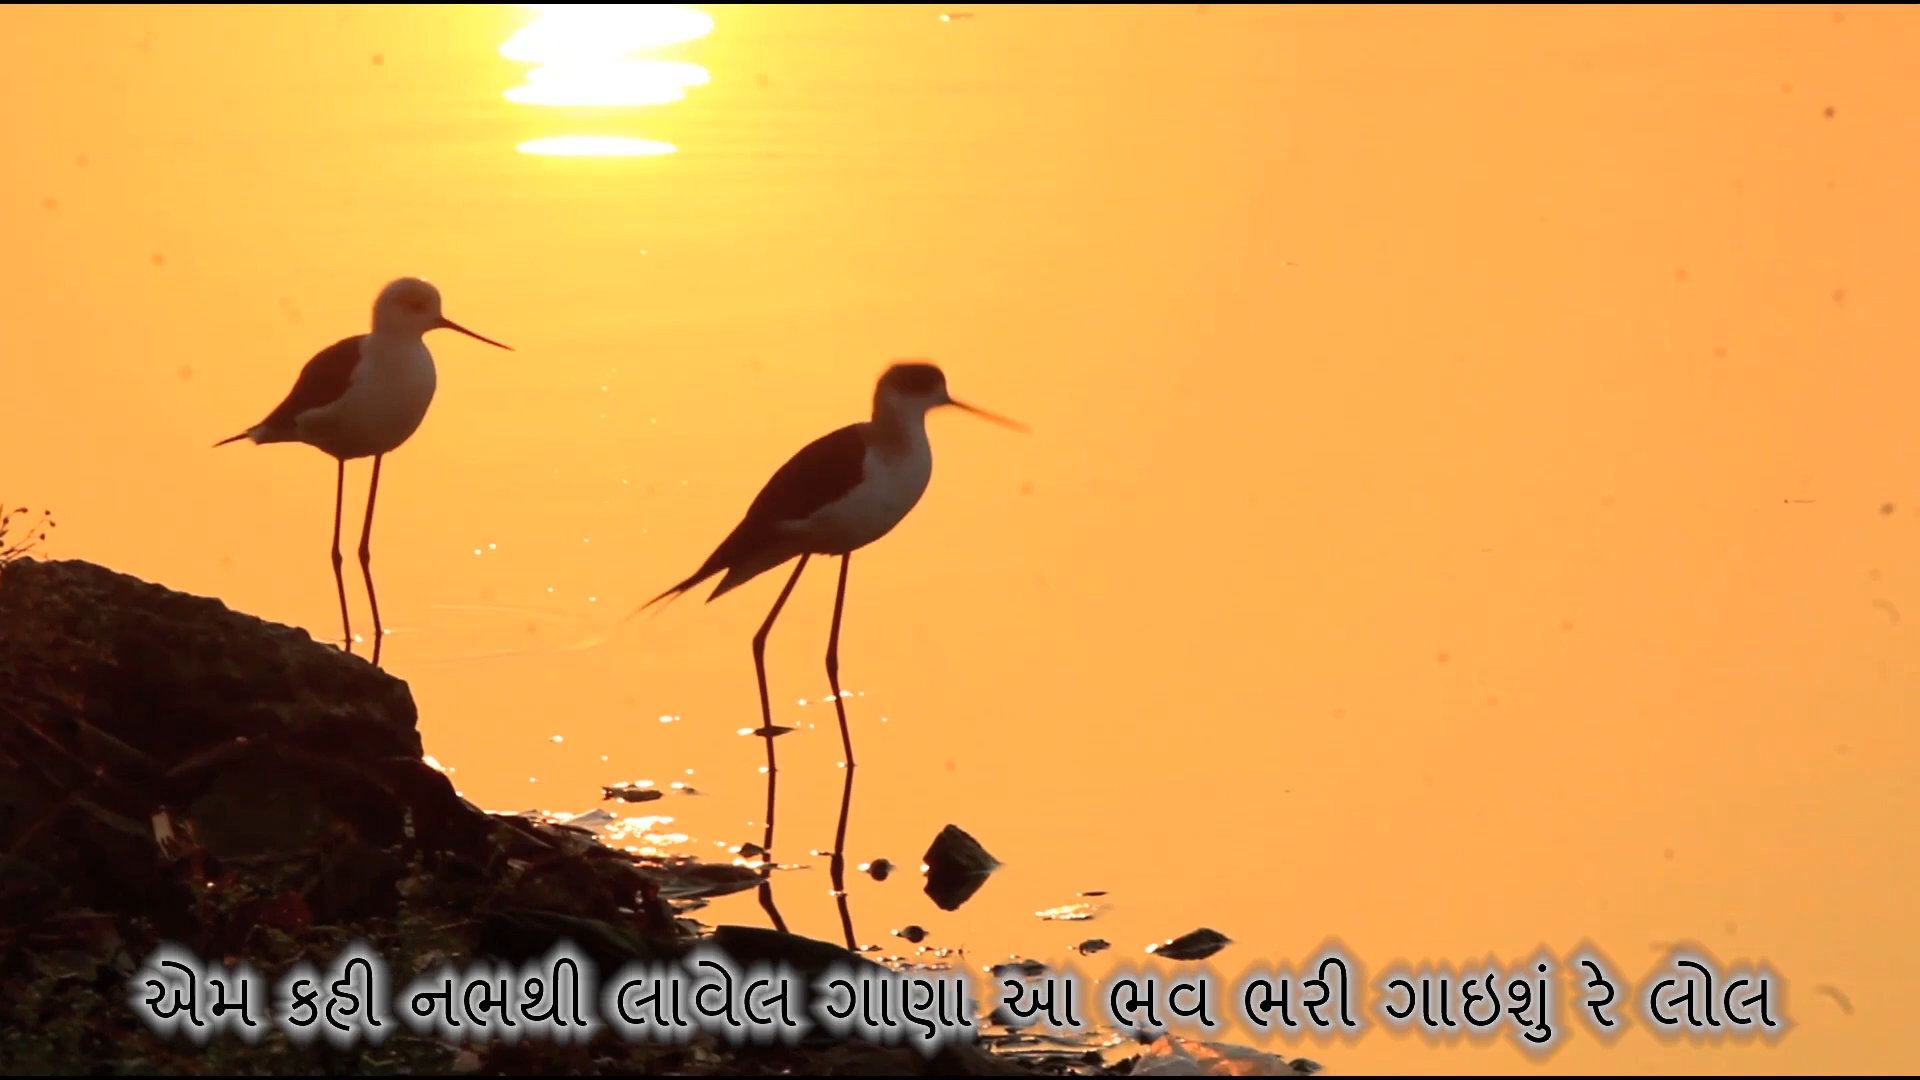 એમ કહી નભથી લાવેલ ગાણા આ ભવ ભરી ગાઇશું રે લોલ